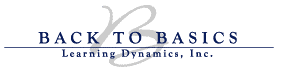 B
BACK TO BASICS
Learning Dynamics, Inc.